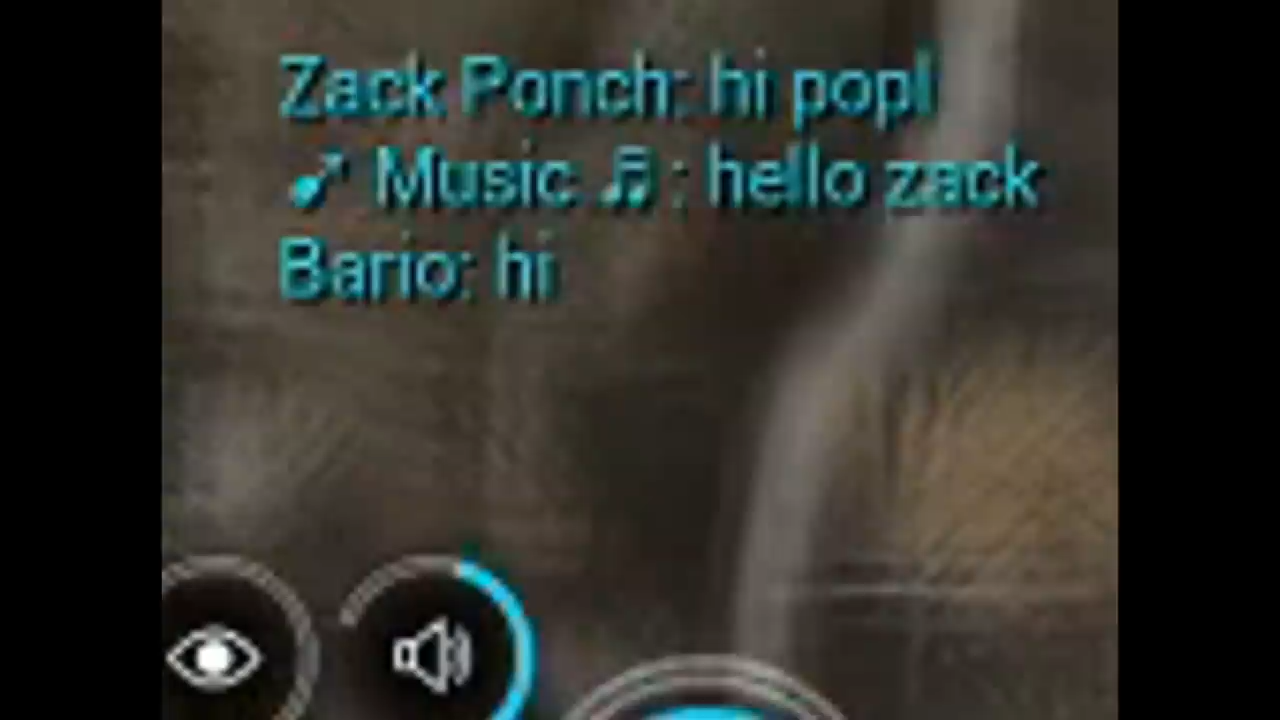 Zack Ponch: hi popl
➹ Music ♬ : hello zack
Bario: hi